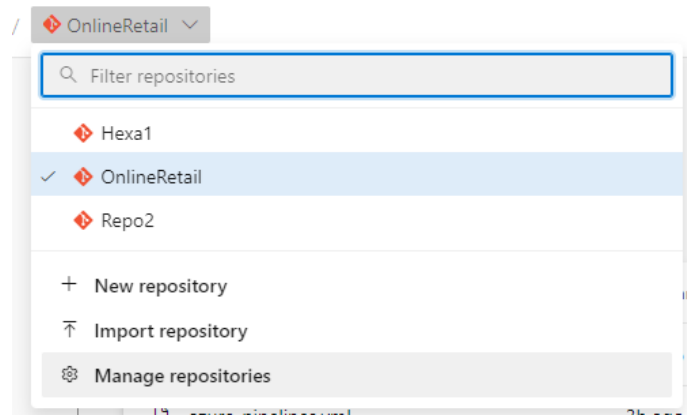 / OnlineRetail
Filter repositories
Hexa1
OnlineRetail
Repo2
New repository
Import repository
Manage repositories